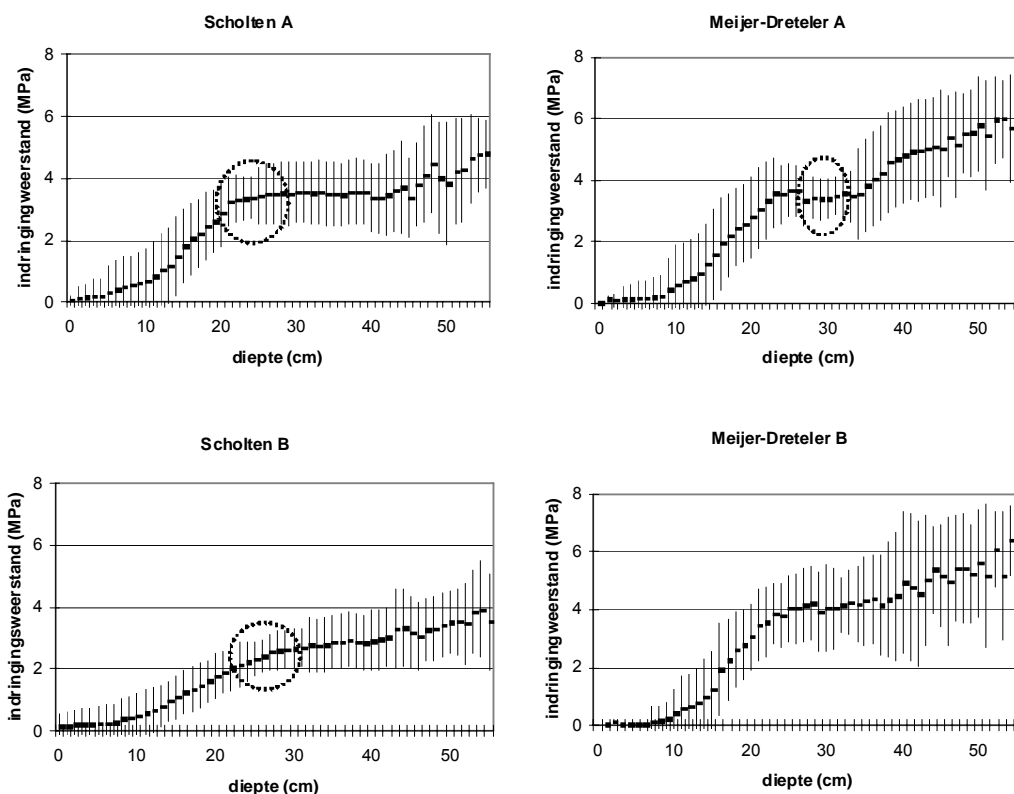 Scholten A
indringingweerstand (MPa)
8
6
4
2
0
0 10 20 30 40 50
diepte (cm)
Meijer-Dreteler A
indringingweerstand (MPa)
8
6
4
2
0
0 10 20 30 40 50
diepte (cm)
Scholten B
indringingsweerstand (MPa)
8
6
4
2
0
0 10 20 30 40 50
diepte (cm)
Meijer-Dreteler B
indringingweerstand (MPa)
8
6
4
2
0
0 10 20 30 40 50
diepte (cm)